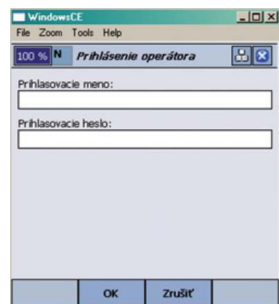 WindowsCE
File Zoom Tools Help
100 % N Prihlásenie operátora
Prihlasovacie meno:
Prihlasovacie heslo:
OK Zrušiť